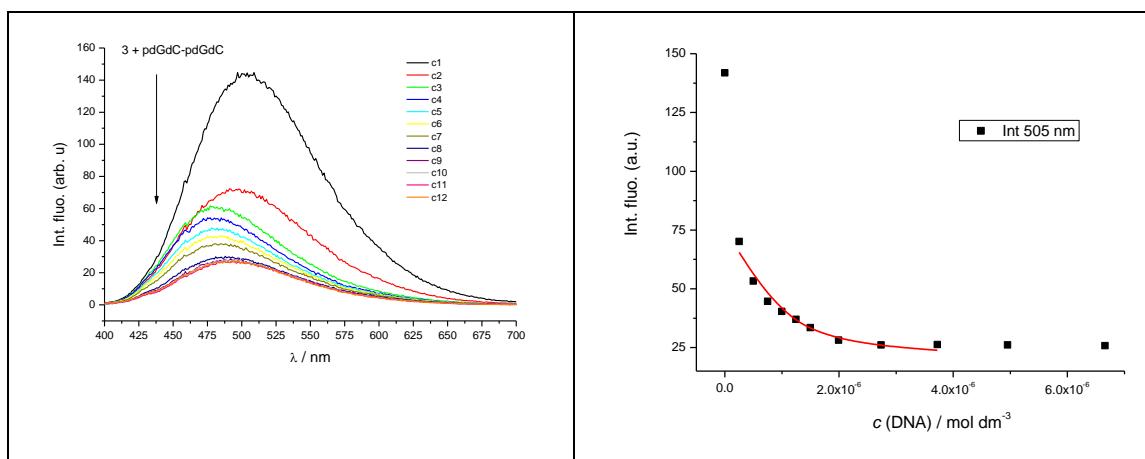 3 + pdGdC-pdGdC
160
140
120
100
80
60
40
20
0
400 425 450 475 500 525 550 575 600 625 650 675 700
Int. fluo. (arb. u)
λ / nm
c1
c2
c3
c4
c5
c6
c7
c8
c9
c10
c11
c12
150
125
100
75
50
25
0.0 2.0x10⁻⁶ 4.0x10⁻⁶ 6.0x10⁻⁶
Int. fluo. (a.u.)
c (DNA) / mol dm⁻³
Int 505 nm